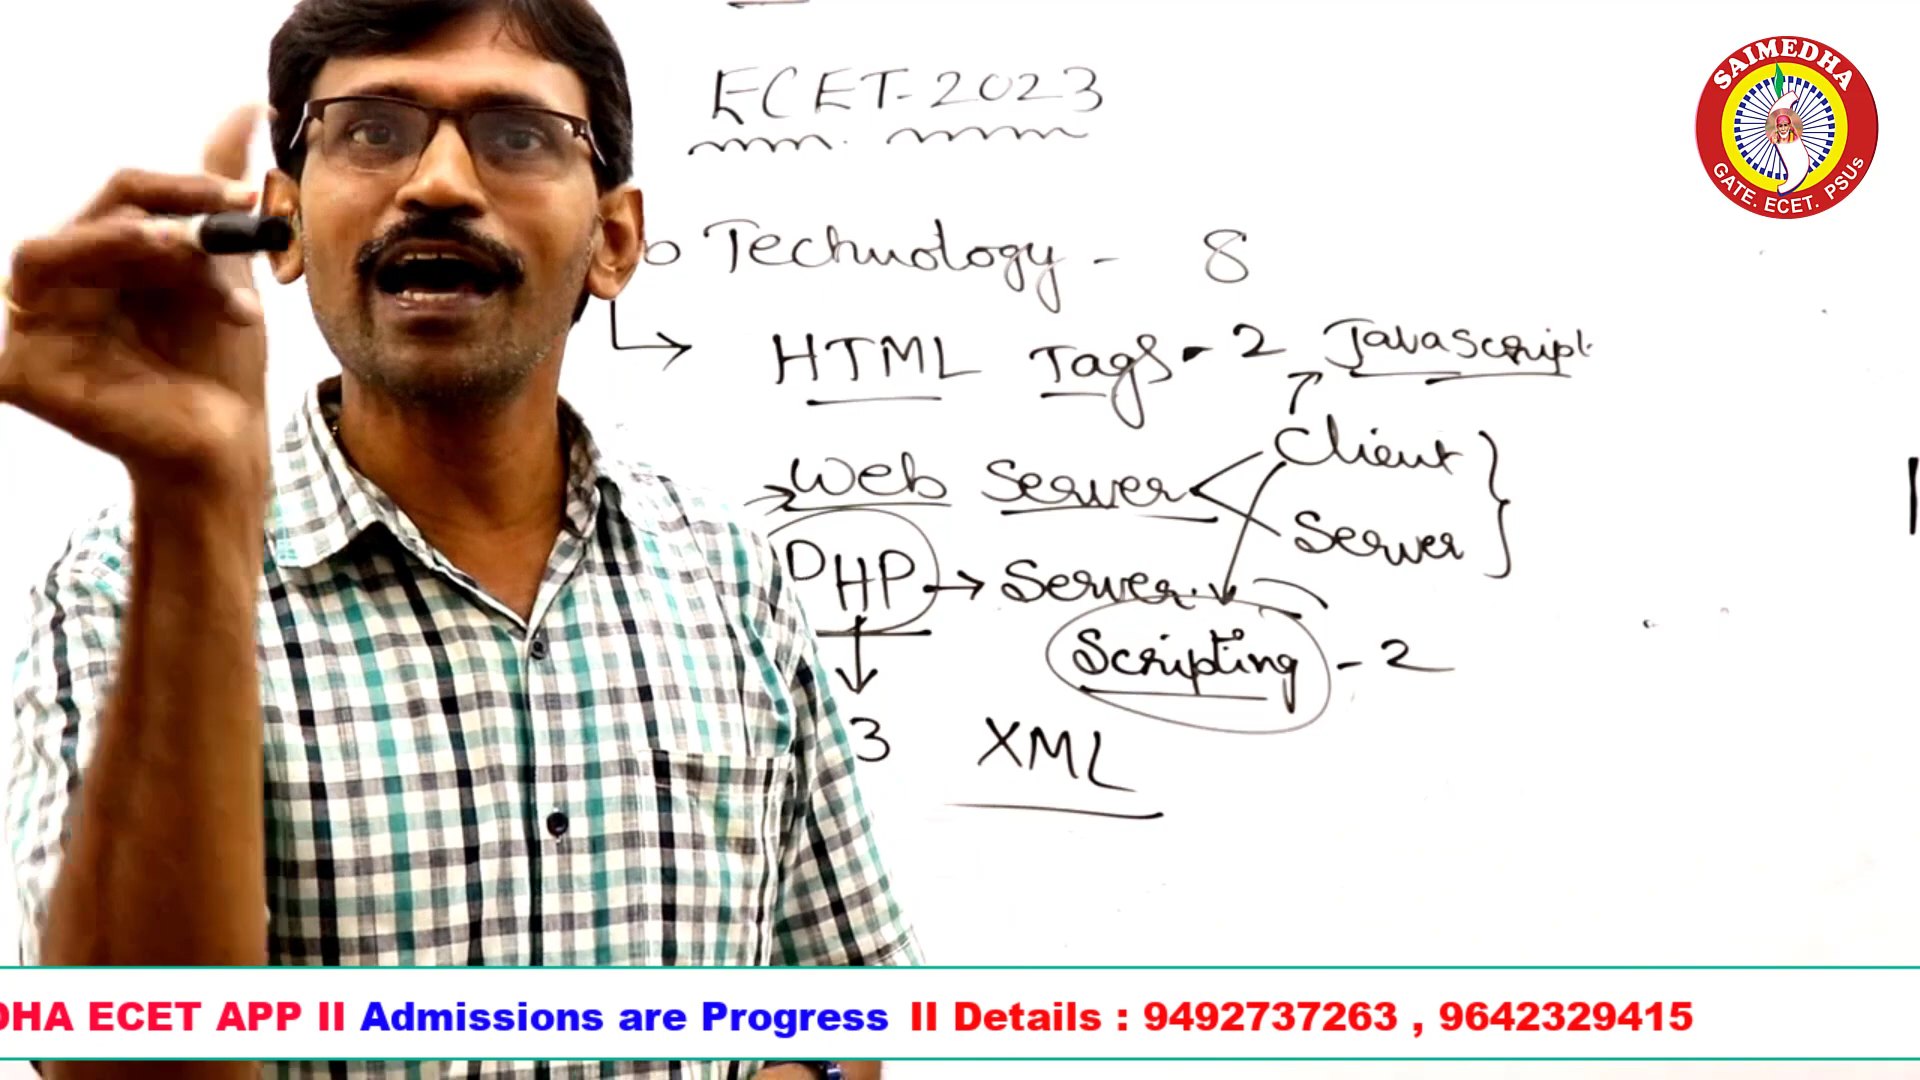 ECET-2023
Technology - 8
HTML Tags - 2 Javascript
Client
Web Server
Server
PHP → Server
Scripting - 2
3 XML
SAIMEDHA
GATE. ECET. PSUs
DHA ECET APP II Admissions are Progress II Details : 9492737263 , 9642329415